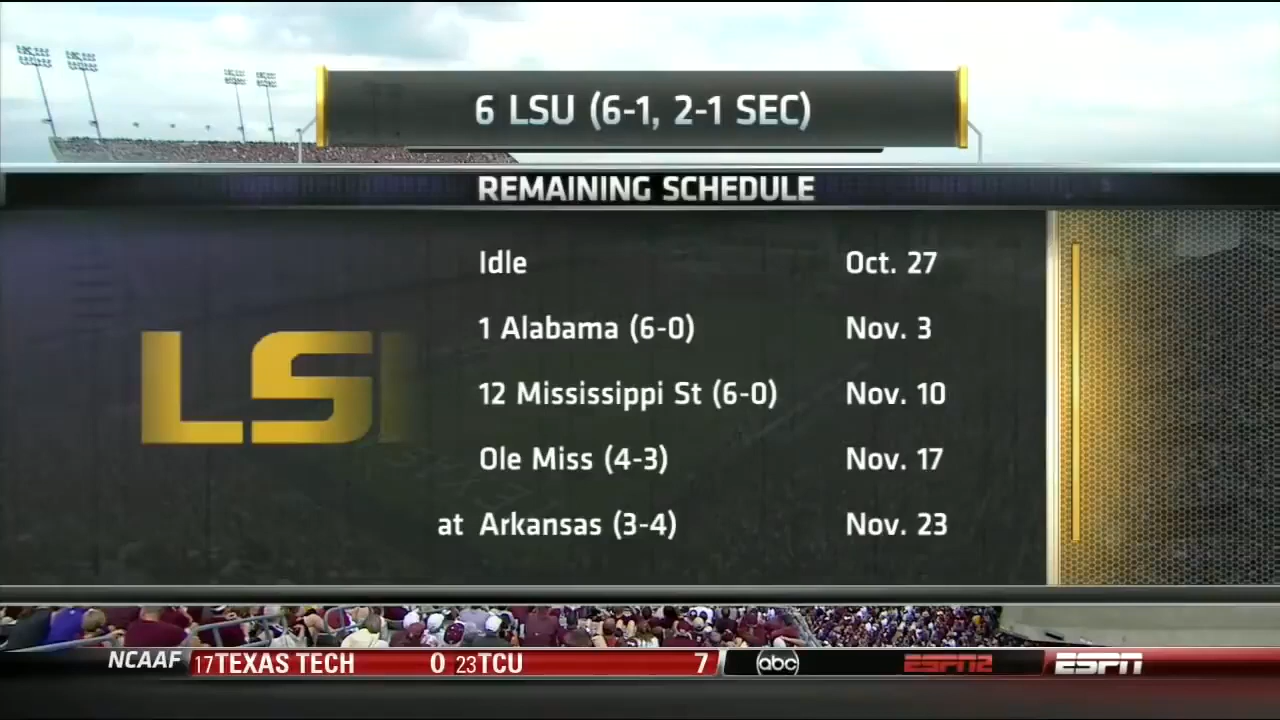 6 LSU (6-1, 2-1 SEC)
REMAINING SCHEDULE
Idle Oct. 27
1 Alabama (6-0) Nov. 3
12 Mississippi St (6-0) Nov. 10
Ole Miss (4-3) Nov. 17
at Arkansas (3-4) Nov. 23
LS
NCAAF 17 TEXAS TECH 0 23 TCU 7 abc ESPN2 ESPN